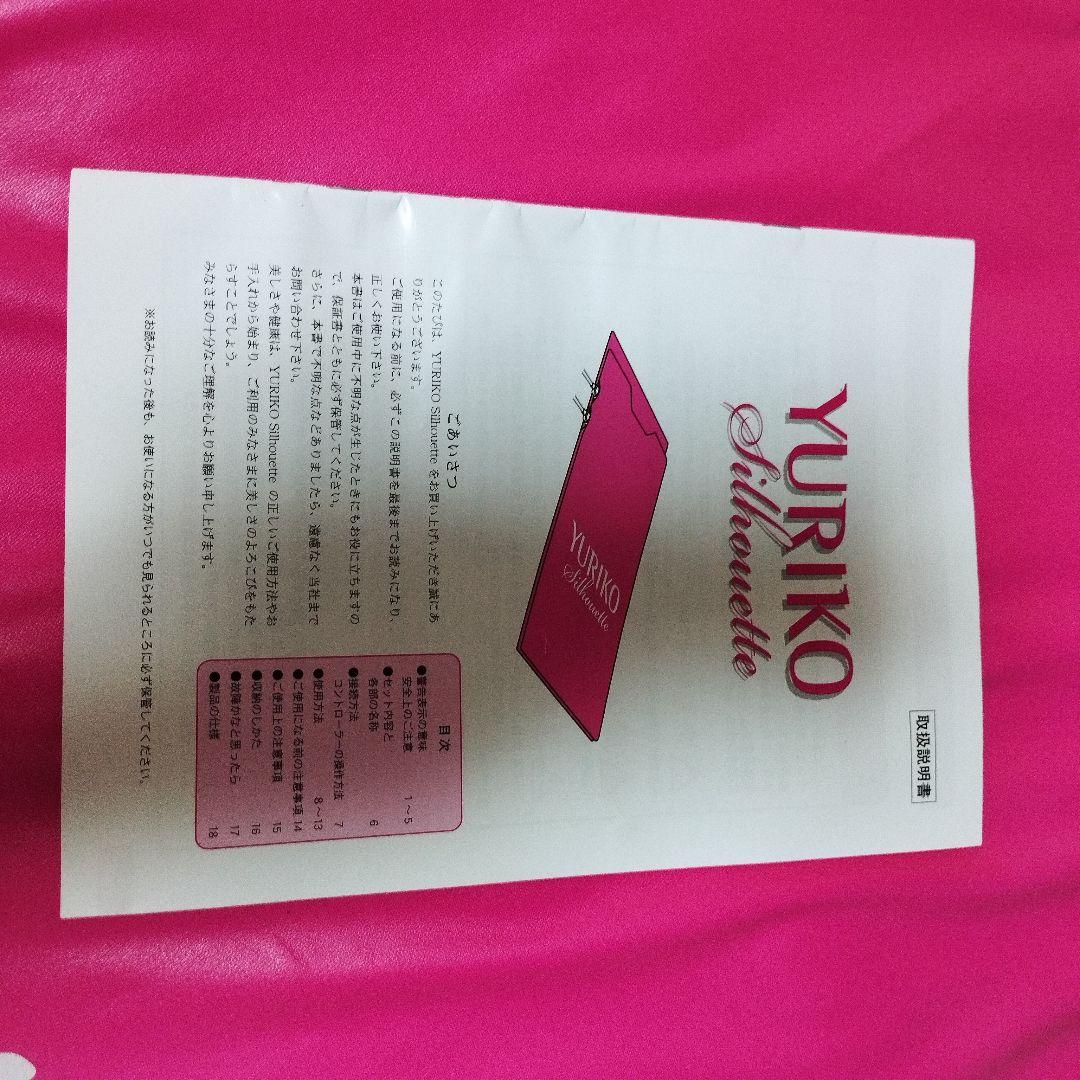 取扱説明書
YURIKO
Silhouette
YURIKO
Silhouette
ごあいさつ
このたびは、YURIKO Silhouette をお買い上げいただき誠にあ
りがとうございます。
ご使用になる前に、必ずこの説明書を最後までお読みになり、
正しくお使い下さい。
本書はご使用中に不明な点が生じたときにもお役に立ちますの
で、保証書とともに必ず保管してください。
さらに、本書で不明な点などありましたら、遠慮なく当社まで
お問い合わせ下さい。
美しさや健康は、YURIKO Silhouette の正しいご使用方法やお
手入れから始まり、ご利用のみなさまに美しさのよろこびをもた
らすことでしょう。
みなさまの十分なご理解を心よりお願い申し上げます。
※お読みになった後も、お使いになる方がいつでも見られるところに必ず保管してください。
目次
●警告表示の意味
安全上のご注意 1～5
●セット内容と
各部の名称 6
●接続方法
コントローラーの操作方法 7
●使用方法 8～13
●ご使用になる前の注意事項 14
●ご使用上の注意事項 15
●収納のしかた 16
●故障かなと思ったら 17
●製品の仕様 18